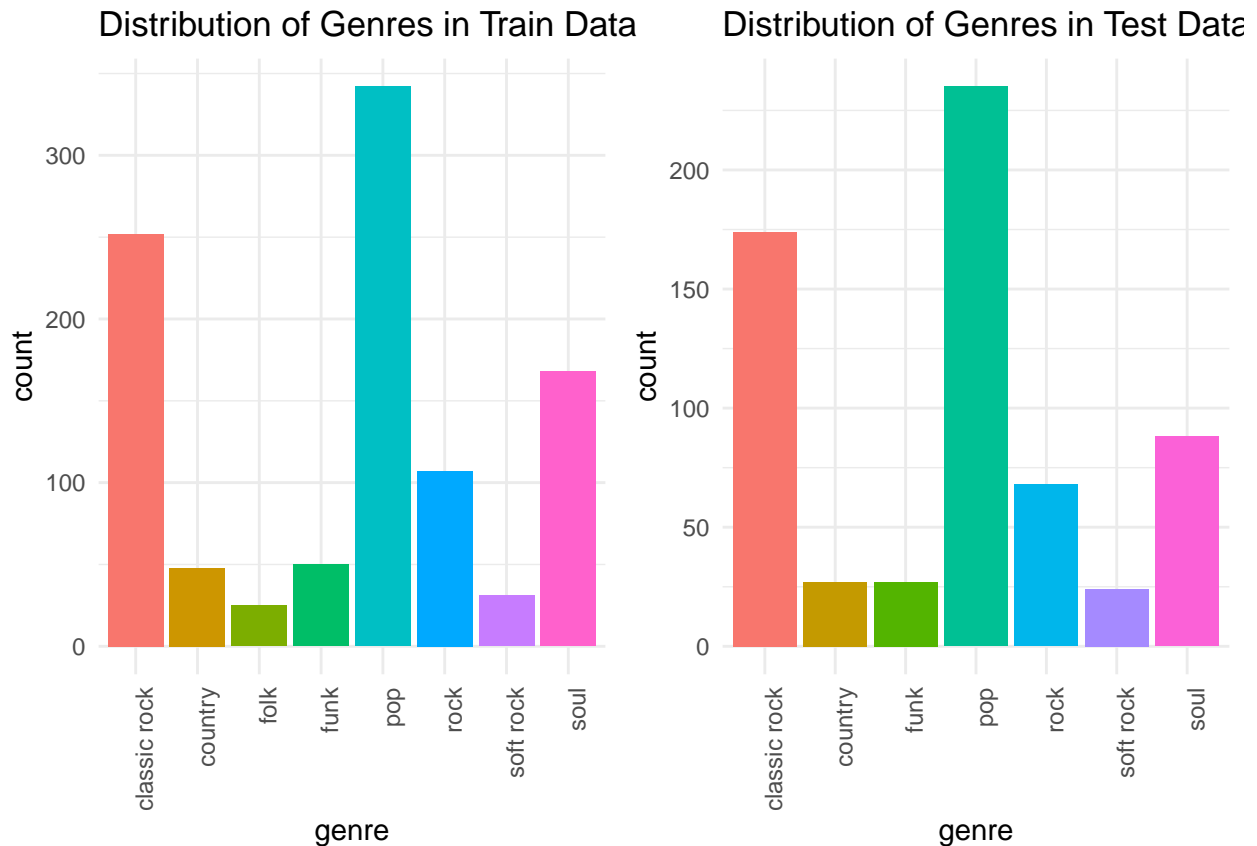 Distribution of Genres in Train Data
count
300
200
100
0
classic rock
country
folk
funk
pop
rock
soft rock
soul
genre
Distribution of Genres in Test Data
count
200
150
100
50
0
classic rock
country
funk
pop
rock
soft rock
soul
genre